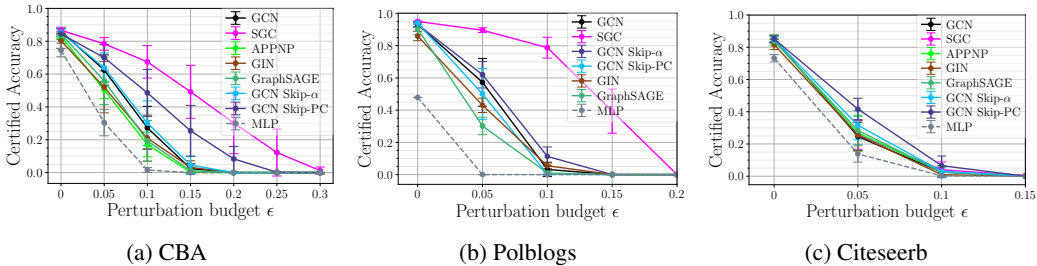 Certified Accuracy
1.0
0.8
0.6
0.4
0.2
0.0
0 0.05 0.1 0.15 0.2 0.25 0.3
Perturbation budget ϵ
GCN
SGC
APPNP
GIN
GraphSAGE
GCN Skip-α
GCN Skip-PC
MLP
(a) CBA
Certified Accuracy
1.0
0.8
0.6
0.4
0.2
0.0
0 0.05 0.1 0.15 0.2
Perturbation budget ϵ
GCN
SGC
GCN Skip-α
GCN Skip-PC
GIN
GraphSAGE
MLP
(b) Polblogs
Certified Accuracy
1.0
0.8
0.6
0.4
0.2
0.0
0 0.05 0.1 0.15
Perturbation budget ϵ
GCN
SGC
APPNP
GIN
GraphSAGE
GCN Skip-α
GCN Skip-PC
MLP
(c) Citeseerb